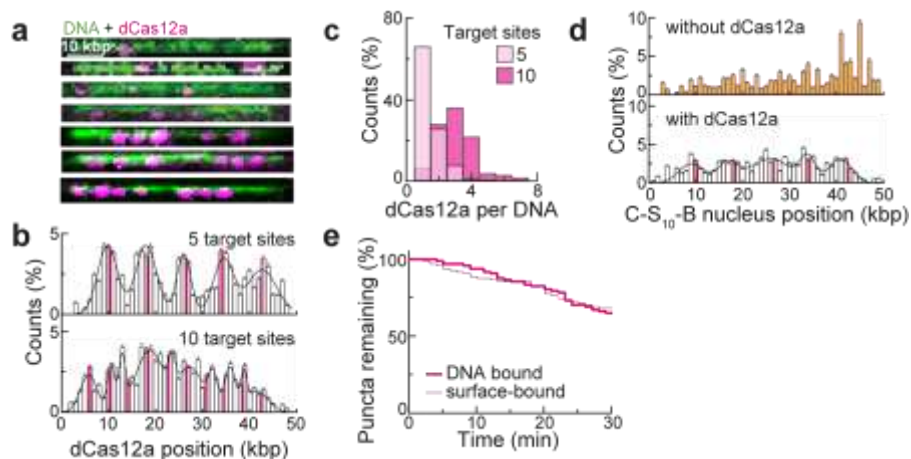 a
DNA + dCas12a
10 kbp
b
5 target sites
10 target sites
Counts (%)
5
0
5
0
0 10 20 30 40 50
dCas12a position (kbp)
c
Target sites
5
10
Counts (%)
80
40
0
0 4 8
dCas12a per DNA
d
without dCas12a
with dCas12a
Counts (%)
10
5
0
10
5
0
0 10 20 30 40 50
C-S10-B nucleus position (kbp)
e
Puncta remaining (%)
100
50
0
DNA bound
surface-bound
0 10 20 30
Time (min)